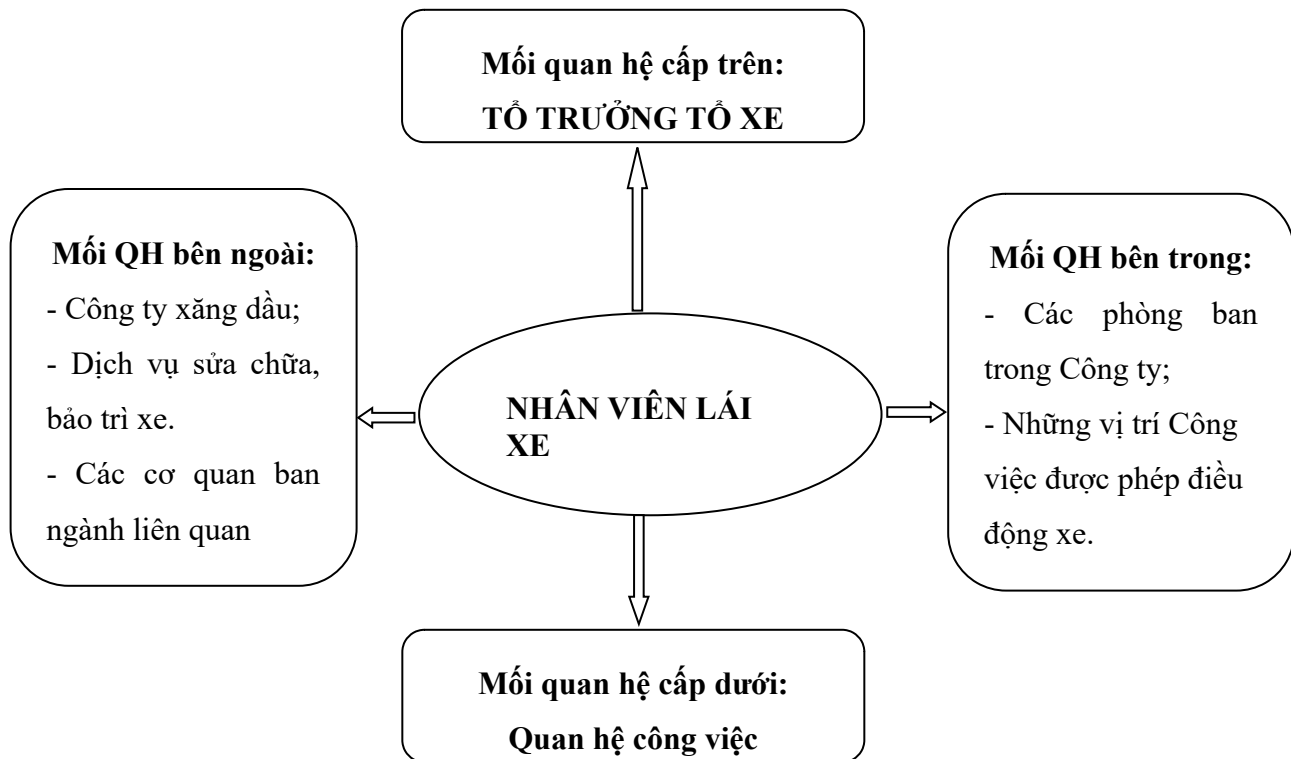 Mối quan hệ cấp trên:
TỔ TRƯỞNG TỔ XE
Mối QH bên ngoài:
- Công ty xăng dầu;
- Dịch vụ sửa chữa,
bảo trì xe.
- Các cơ quan ban
ngành liên quan
NHÂN VIÊN LÁI
XE
Mối QH bên trong:
- Các phòng ban
trong Công ty;
- Những vị trí Công
việc được phép điều
động xe.
Mối quan hệ cấp dưới:
Quan hệ công việc